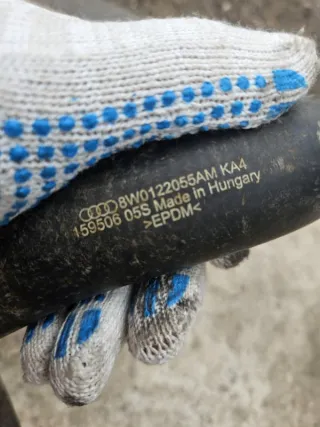 8W0122055AM KA4
159506 05S Made in Hungary
>EPDM<